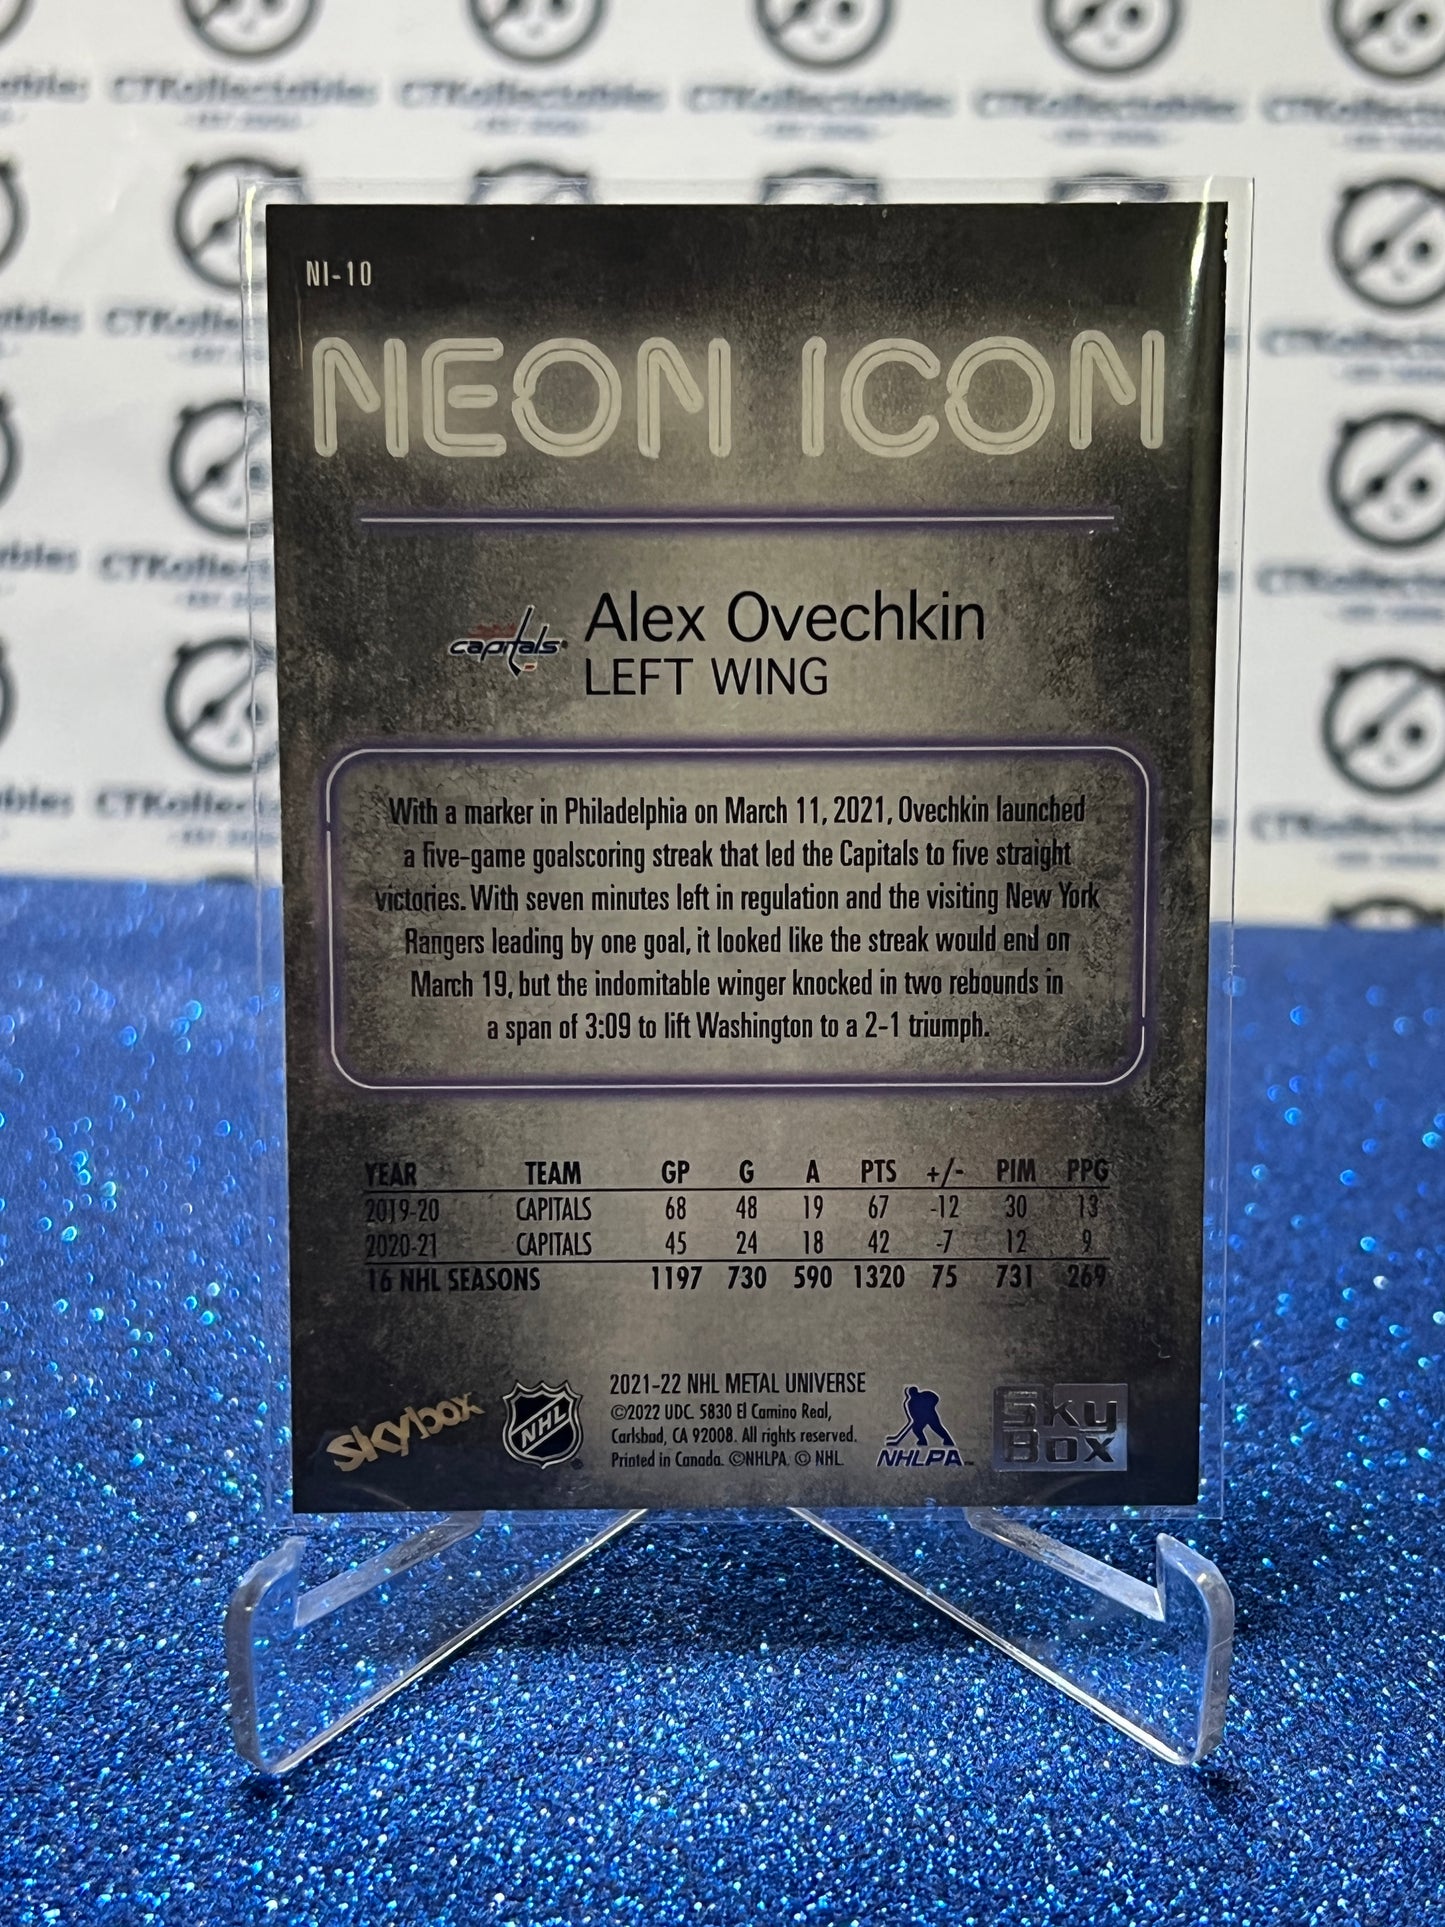 CTKollectables
CTKollectables
CTKollectables
CTKollectables
NI-10
NEON ICON
capitals
Alex Ovechkin
LEFT WING
With a marker in Philadelphia on March 11, 2021, Ovechkin launched
a five-game goalscoring streak that led the Capitals to five straight
victories. With seven minutes left in regulation and the visiting New York
Rangers leading by one goal, it looked like the streak would end on
March 19, but the indomitable winger knocked in two rebounds in
a span of 3:09 to lift Washington to a 2-1 triumph.
YEAR TEAM GP G A PTS +/- PIM PPG
2019-20 CAPITALS 68 48 19 67 -12 30 13
2020-21 CAPITALS 45 24 18 42 -7 12 9
16 NHL SEASONS 1197 730 590 1320 75 731 269
skybox
NHL
2021-22 NHL METAL UNIVERSE
©2022 UDC. 5830 El Camino Real,
Carlsbad, CA 92008. All rights reserved.
Printed in Canada. ©NHLPA. © NHL.
NHLPA
SKY
BOX